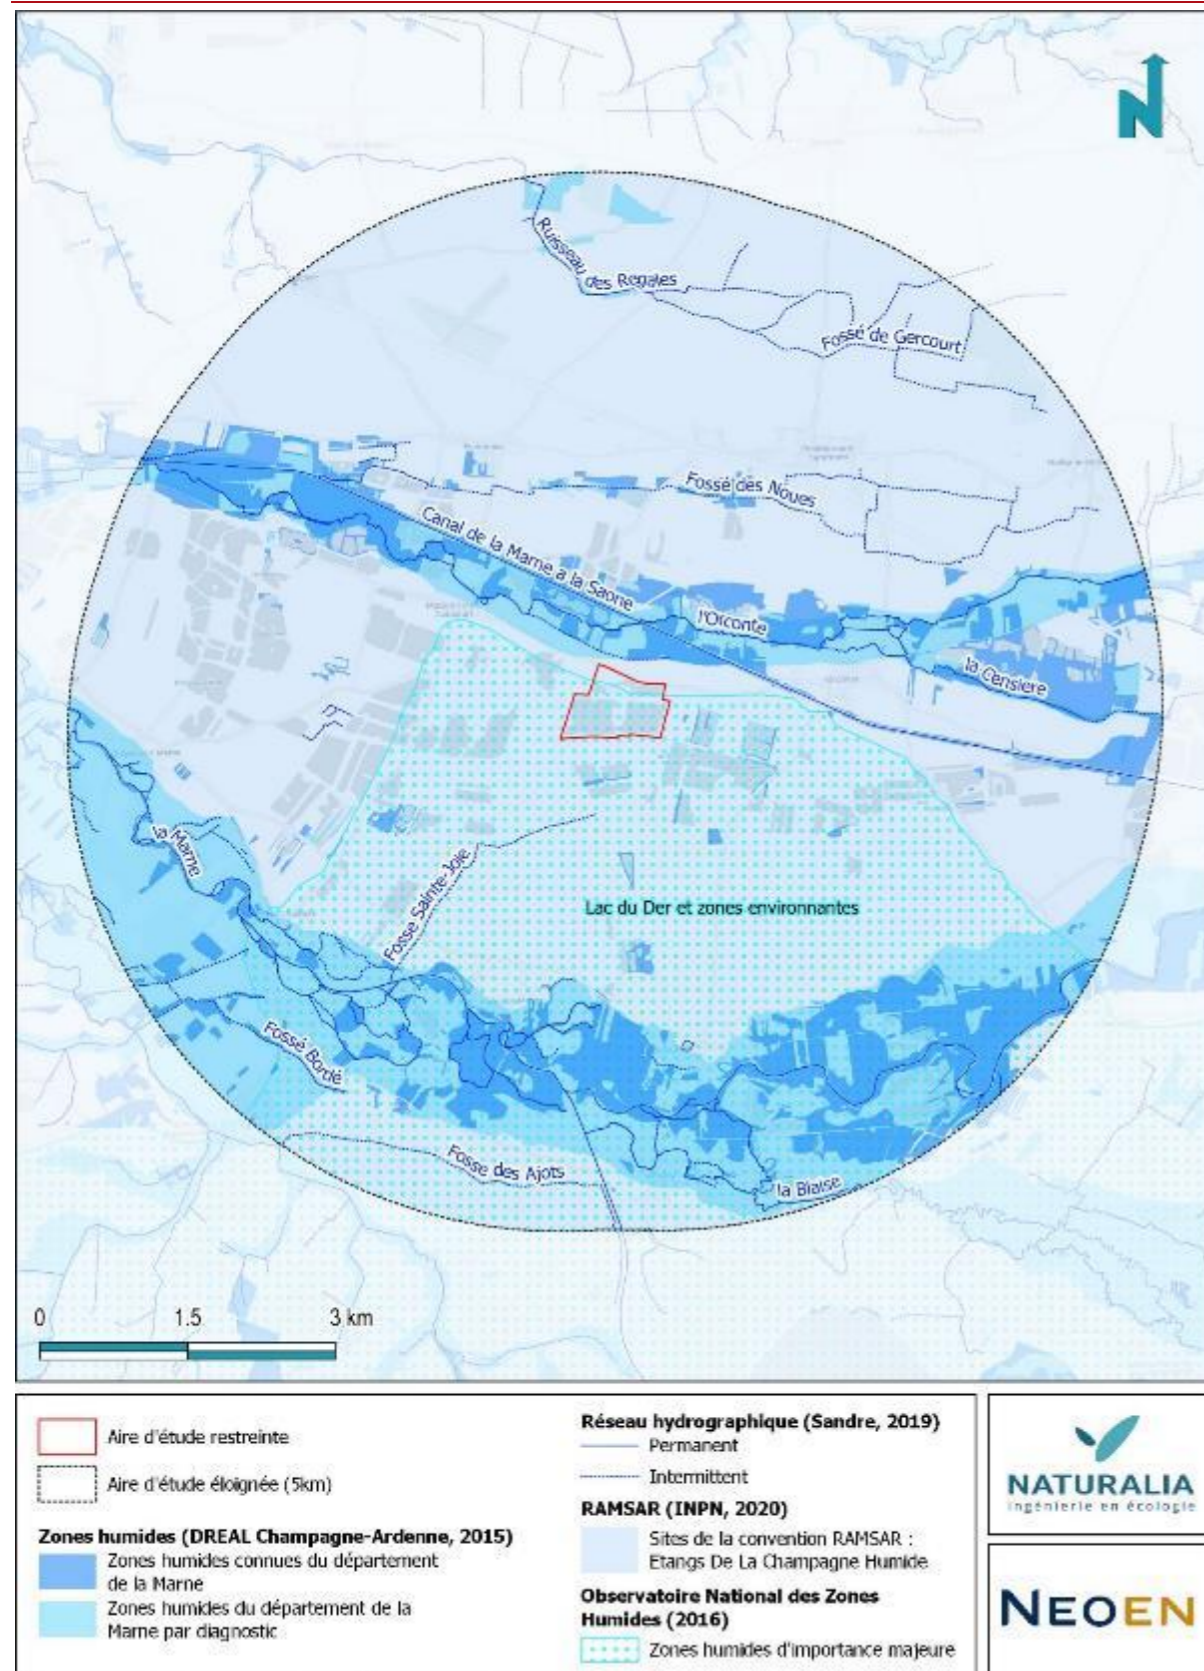 N
Ruisseau des Regales
Fossé de Gercourt
Fossé des Noues
Canal de la Marne a la Saone
l'Orconte
la Censiere
la Marne
Fosse Sainte-Joie
Lac du Der et zones environnantes
Fossé Bordé
Fosse des Ajots
la Blaise
0 1.5 3 km
Aire d'étude restreinte
Aire d'étude éloignée (5km)
Zones humides (DREAL Champagne-Ardenne, 2015)
Zones humides connues du département
de la Marne
Zones humides du département de la
Marne par diagnostic
Réseau hydrographique (Sandre, 2019)
Permanent
Intermittent
RAMSAR (INPN, 2020)
Sites de la convention RAMSAR :
Etangs De La Champagne Humide
Observatoire National des Zones
Humides (2016)
Zones humides d'importance majeure
NATURALIA
ingénierie en écologie
NEOEN